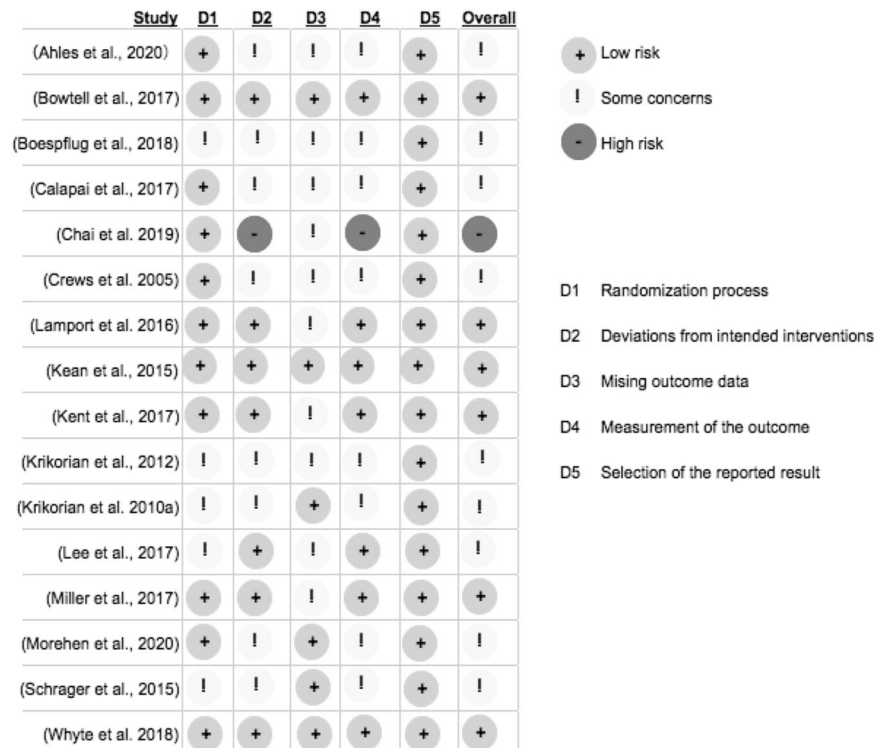 Study D1 D2 D3 D4 D5 Overall
(Ahles et al., 2020) + ! ! ! + !
(Bowtell et al., 2017) + + + + + +
(Boespflug et al., 2018) ! ! ! ! + !
(Calapai et al., 2017) + ! ! ! + !
(Chai et al. 2019) + - ! - + -
(Crews et al. 2005) + ! ! ! + !
(Lamport et al. 2016) + + ! + + +
(Kean et al., 2015) + + + + + +
(Kent et al., 2017) + + ! + + +
(Krikorian et al., 2012) ! ! ! ! + !
(Krikorian et al. 2010a) ! ! + ! + !
(Lee et al., 2017) ! + ! + + !
(Miller et al., 2017) + + ! + + +
(Morehen et al., 2020) + ! + ! + !
(Schrager et al., 2015) ! ! + ! + !
(Whyte et al. 2018) + + + + + +
+ Low risk
! Some concerns
- High risk
D1 Randomization process
D2 Deviations from intended interventions
D3 Mising outcome data
D4 Measurement of the outcome
D5 Selection of the reported result